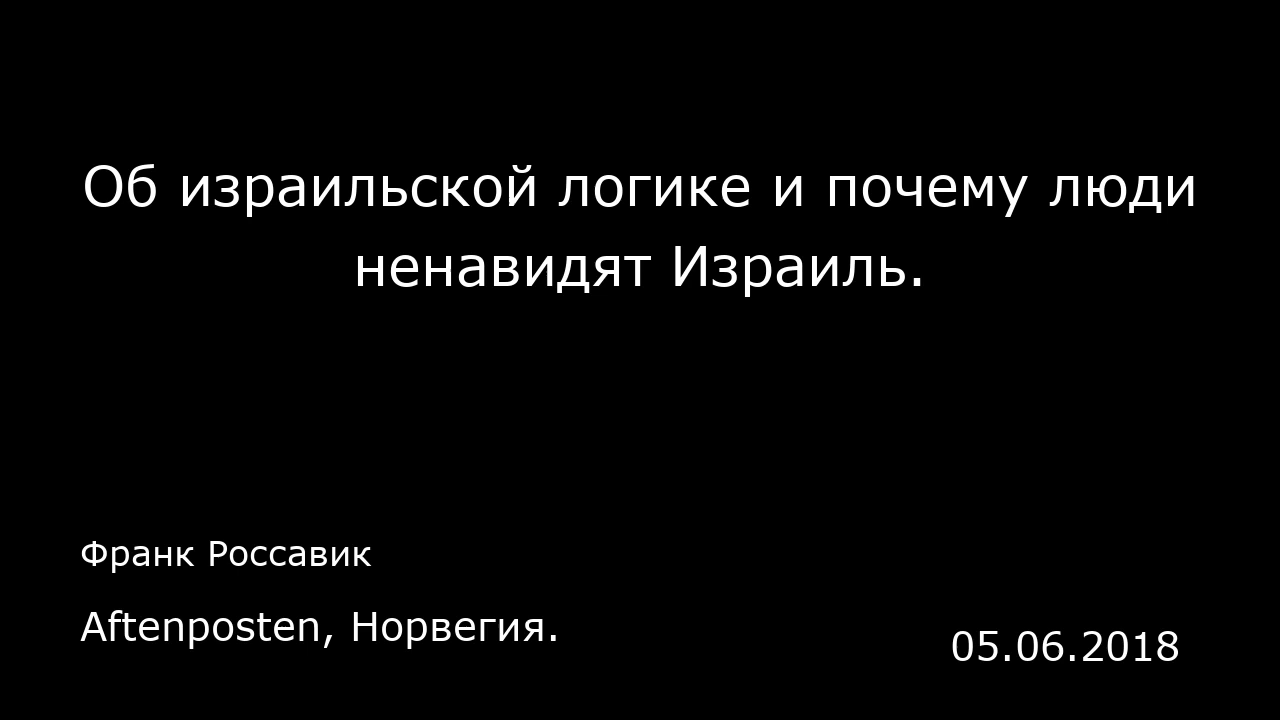 Об израильской логике и почему люди
ненавидят Израиль.
Франк Россавик
Aftenposten, Норвегия.
05.06.2018